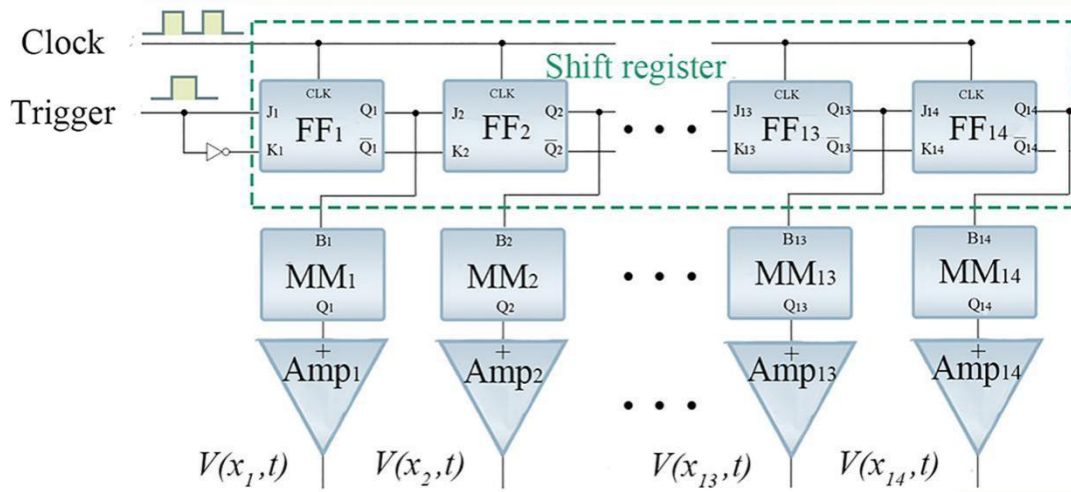 Clock
Shift register
CLK CLK CLK CLK
Trigger
J1 Q1 J2 Q2 J13 Q13 J14 Q14
FF1 FF2 FF13 FF14
K1 Q̅1 K2 Q̅2 K13 Q̅13 K14 Q̅14
B1 B2 B13 B14
MM1 MM2 MM13 MM14
Q1 Q2 Q13 Q14
+ + + +
Amp1 Amp2 Amp13 Amp14
V(x1,t) V(x2,t) V(x13,t) V(x14,t)